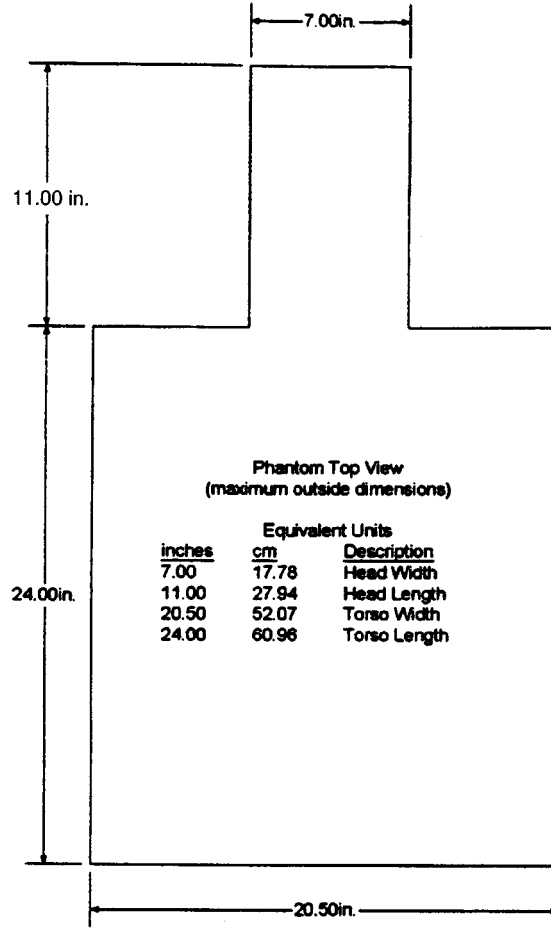 7.00in.
11.00 in.
Phantom Top View
(maximum outside dimensions)
Equivalent Units
inches cm Description
7.00 17.78 Head Width
11.00 27.94 Head Length
20.50 52.07 Torso Width
24.00 60.96 Torso Length
24.00in.
20.50in.